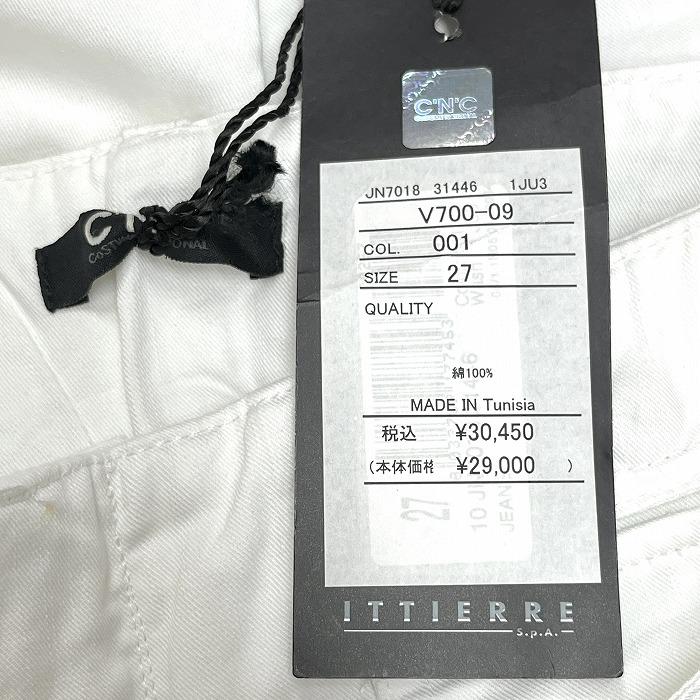 C'N'C
JN7018 31446 1JU3
V700-09
COL. 001
SIZE 27
QUALITY
綿100%
MADE IN Tunisia
税込 ¥30,450
(本体価格 ¥29,000 )
27
ITTIERRE
S.p.A.